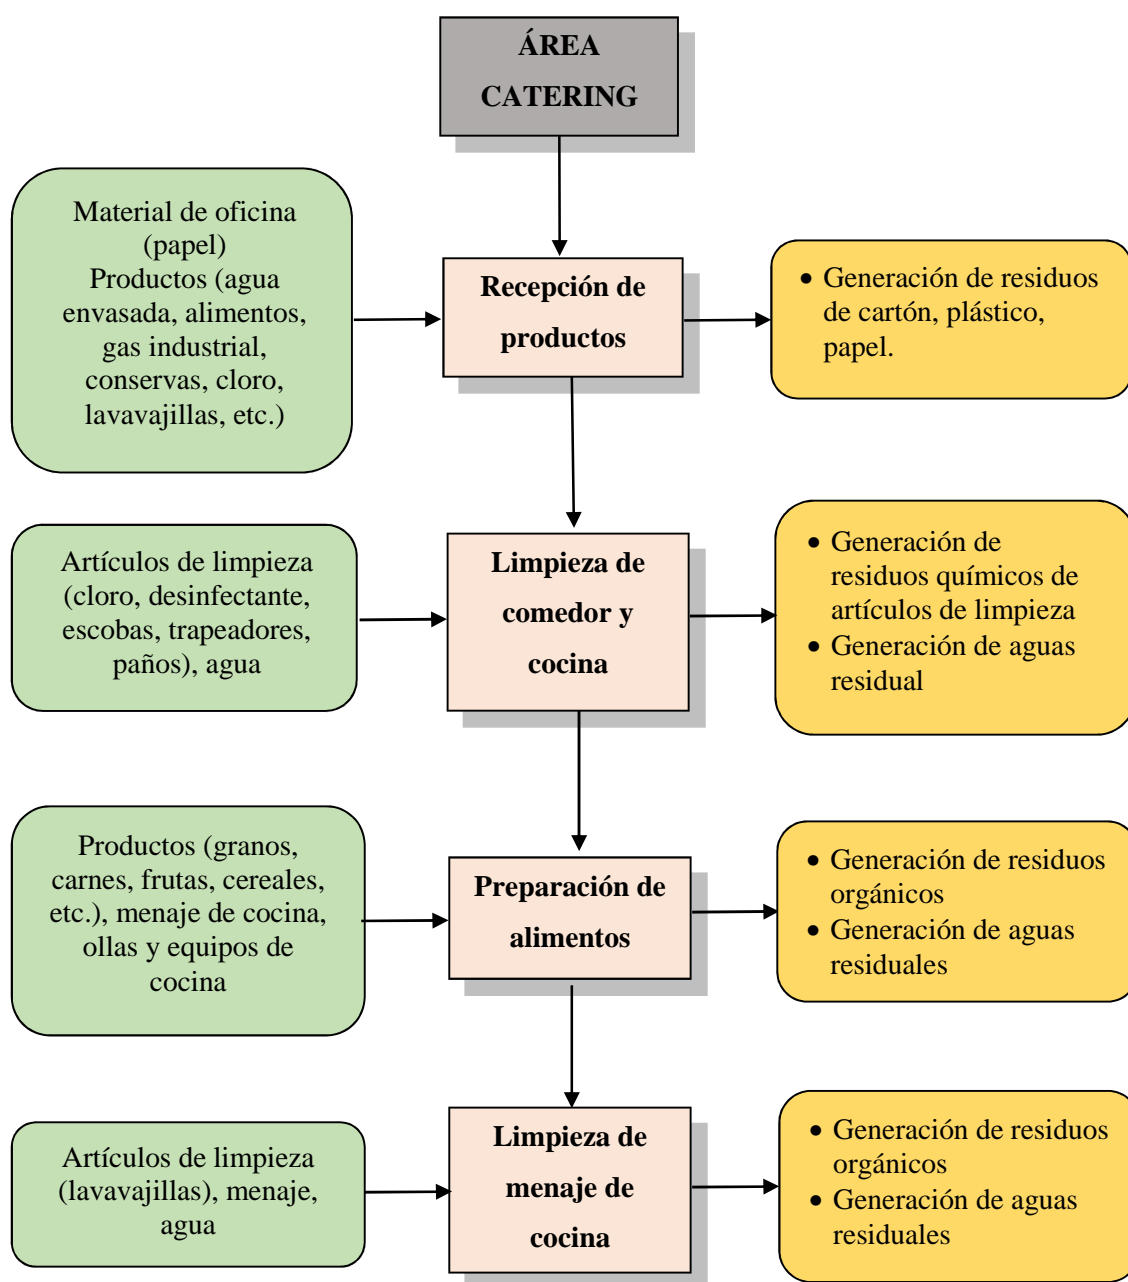 ÁREA
CATERING
Material de oficina
(papel)
Productos (agua
envasada, alimentos,
gas industrial,
conservas, cloro,
lavavajillas, etc.)
Recepción de
productos
• Generación de residuos
de cartón, plástico,
papel.
Artículos de limpieza
(cloro, desinfectante,
escobas, trapeadores,
paños), agua
Limpieza de
comedor y
cocina
• Generación de
residuos químicos de
artículos de limpieza
• Generación de aguas
residual
Productos (granos,
carnes, frutas, cereales,
etc.), menaje de cocina,
ollas y equipos de
cocina
Preparación de
alimentos
• Generación de residuos
orgánicos
• Generación de aguas
residuales
Artículos de limpieza
(lavavajillas), menaje,
agua
Limpieza de
menaje de
cocina
• Generación de residuos
orgánicos
• Generación de aguas
residuales